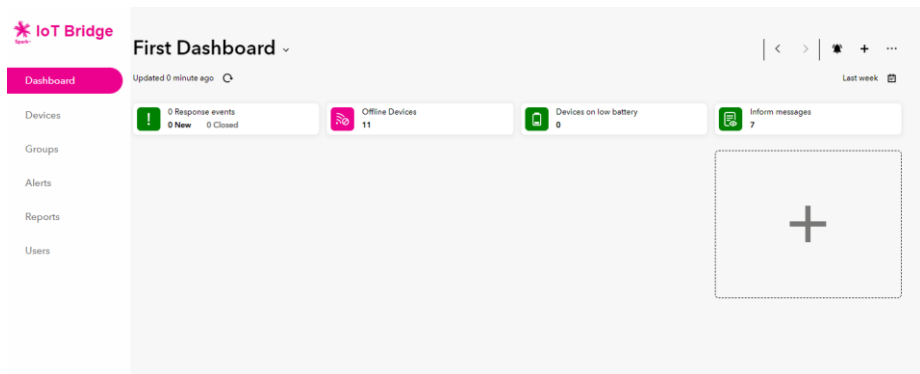 IoT Bridge
Spark
First Dashboard
Updated 0 minute ago
Last week
Dashboard
Devices
Groups
Alerts
Reports
Users
0 Response events
0 New 0 Closed
Offline Devices
11
Devices on low battery
0
Inform messages
7